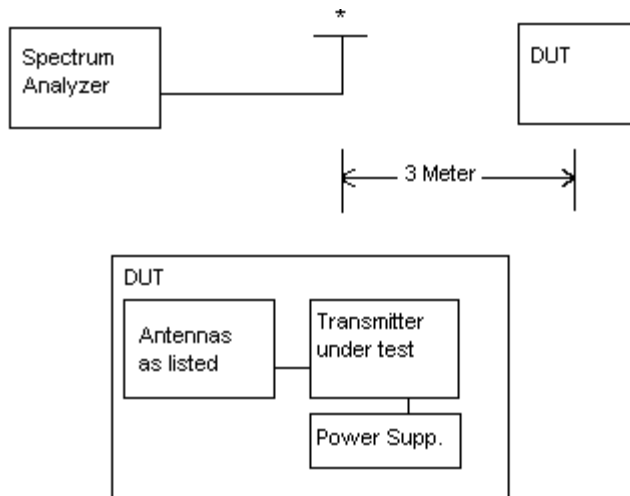 *
Spectrum
Analyzer
DUT
3 Meter
DUT
Antennas
as listed
Transmitter
under test
Power Supp.